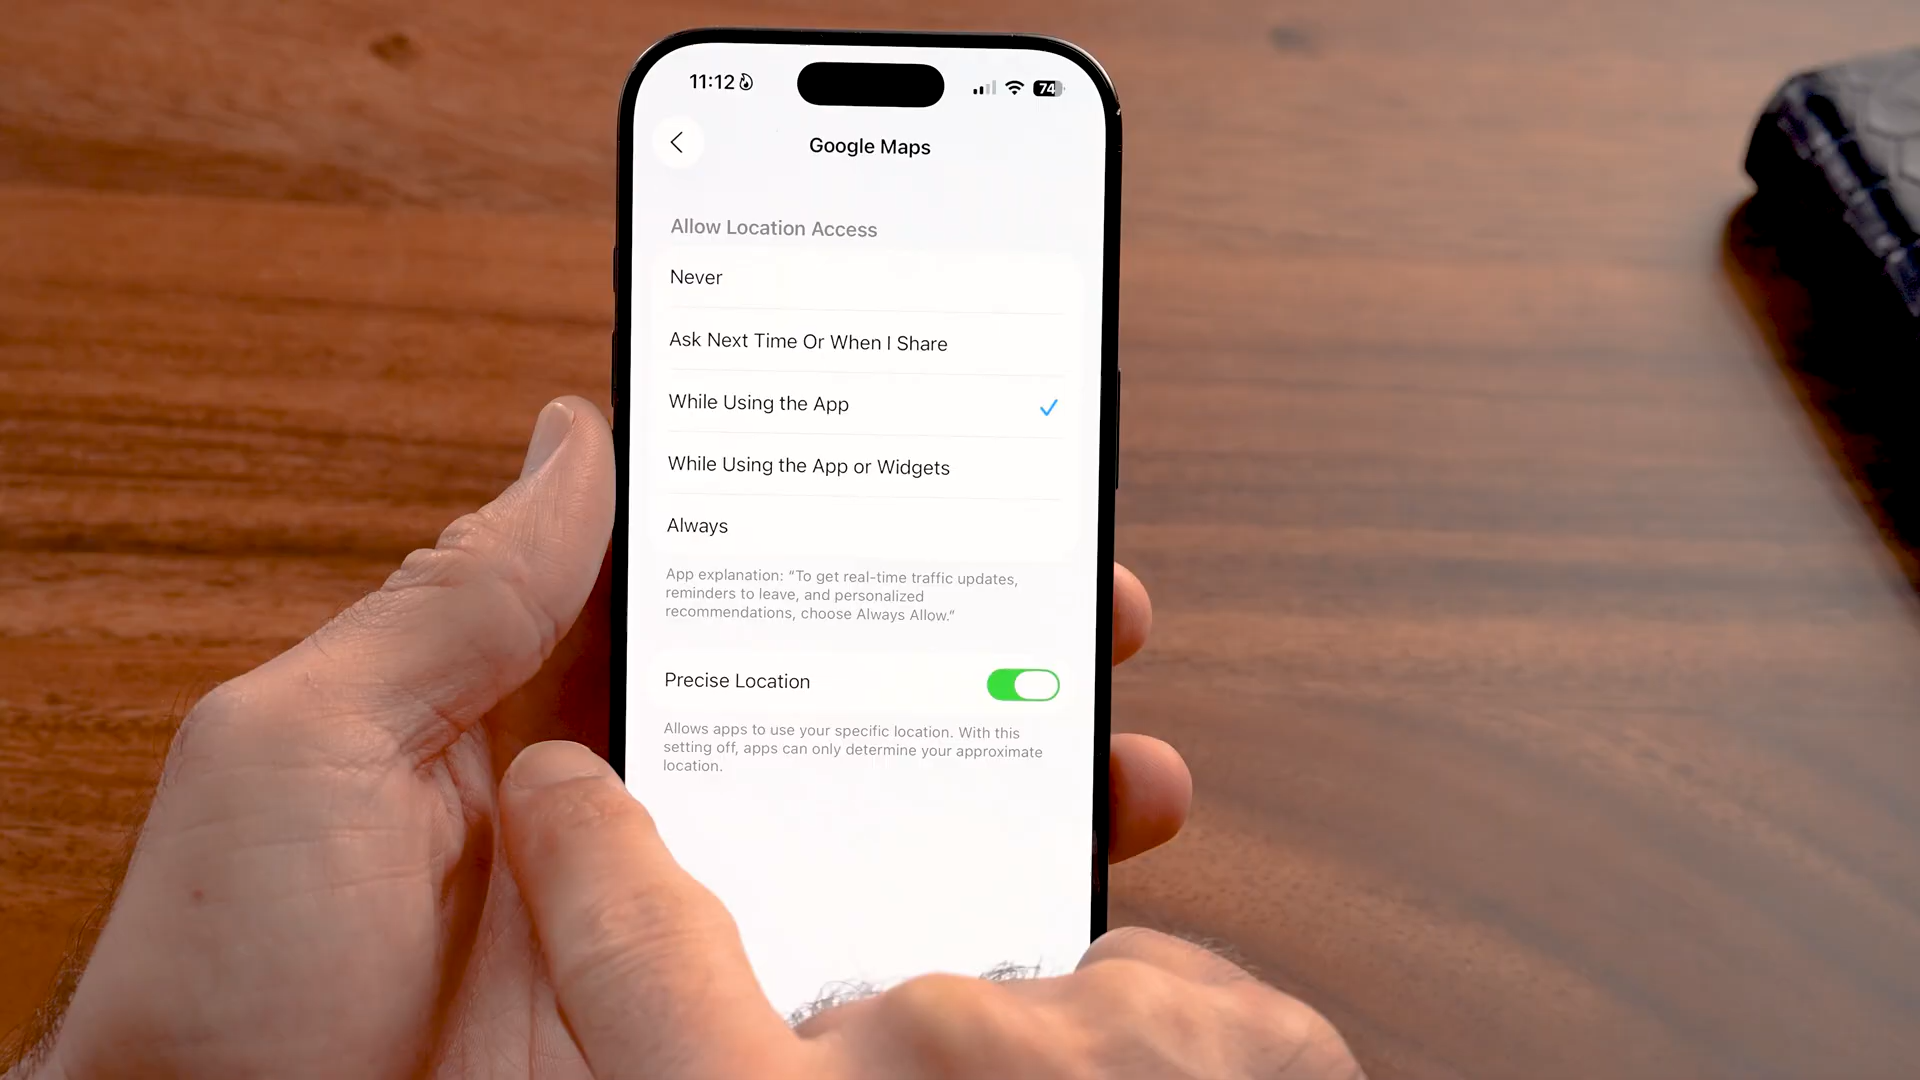 11:12
74
Google Maps
Allow Location Access
Never
Ask Next Time Or When I Share
While Using the App
While Using the App or Widgets
Always
App explanation: “To get real-time traffic updates,
reminders to leave, and personalized
recommendations, choose Always Allow.”
Precise Location
Allows apps to use your specific location. With this
setting off, apps can only determine your approximate
location.